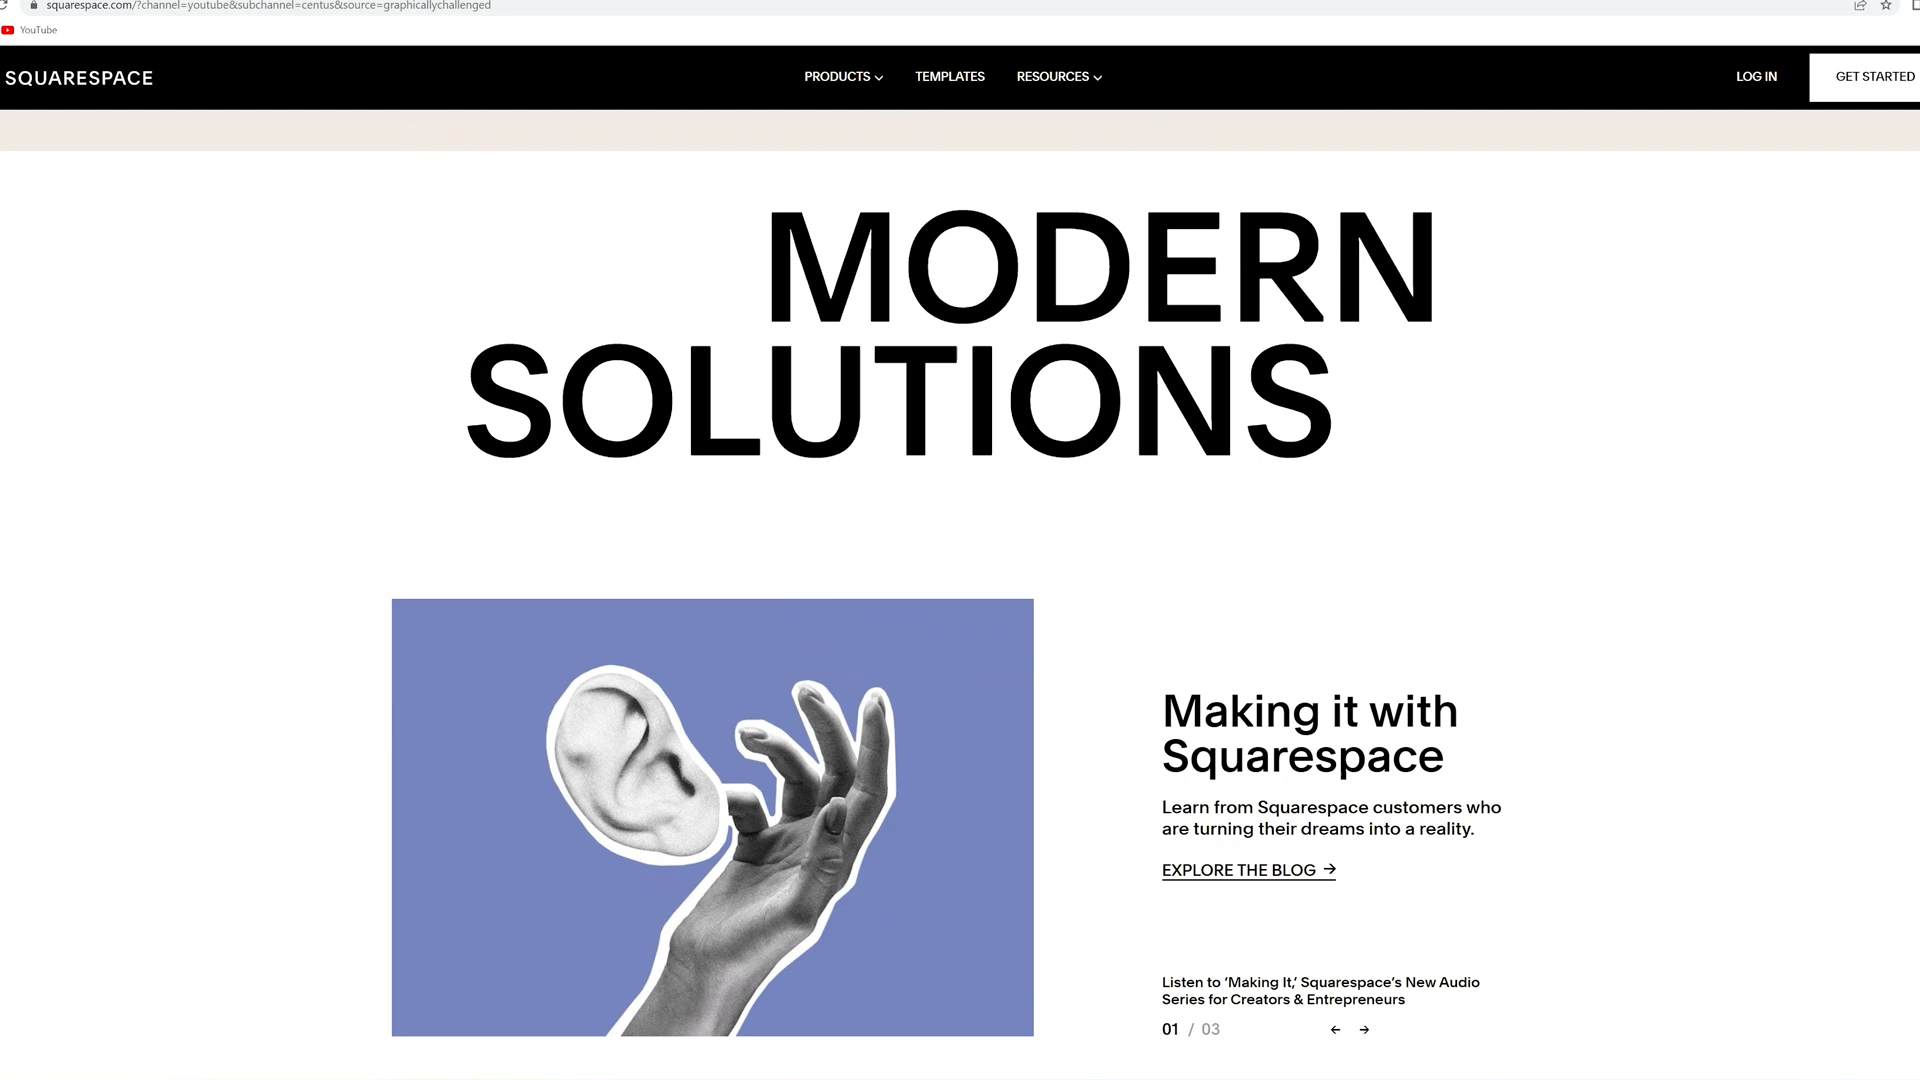 squarespace.com/?channel=youtube&subchannel=centus&source=graphicallychallenged
YouTube
SQUARESPACE
PRODUCTS
TEMPLATES
RESOURCES
LOG IN
GET STARTED
MODERN
SOLUTIONS
Making it with
Squarespace
Learn from Squarespace customers who
are turning their dreams into a reality.
EXPLORE THE BLOG →
Listen to ‘Making It,’ Squarespace’s New Audio
Series for Creators & Entrepreneurs
01 / 03 ← →